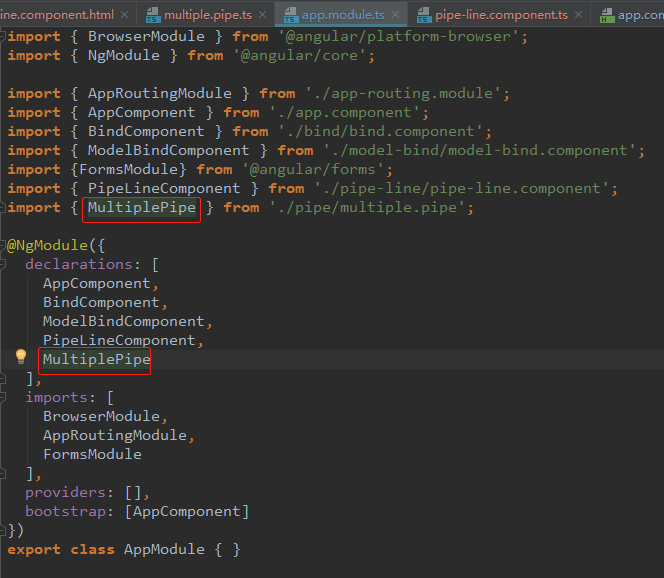 ine.component.html × multiple.pipe.ts × app.module.ts × pipe-line.component.ts × app.con
import { BrowserModule } from '@angular/platform-browser';
import { NgModule } from '@angular/core';
import { AppRoutingModule } from './app-routing.module';
import { AppComponent } from './app.component';
import { BindComponent } from './bind/bind.component';
import { ModelBindComponent } from './model-bind/model-bind.component';
import {FormsModule} from '@angular/forms';
import { PipeLineComponent } from './pipe-line/pipe-line.component';
import { MultiplePipe } from './pipe/multiple.pipe';
@NgModule({
declarations: [
AppComponent,
BindComponent,
ModelBindComponent,
PipeLineComponent,
MultiplePipe
],
imports: [
BrowserModule,
AppRoutingModule,
FormsModule
],
providers: [],
bootstrap: [AppComponent]
})
export class AppModule { }